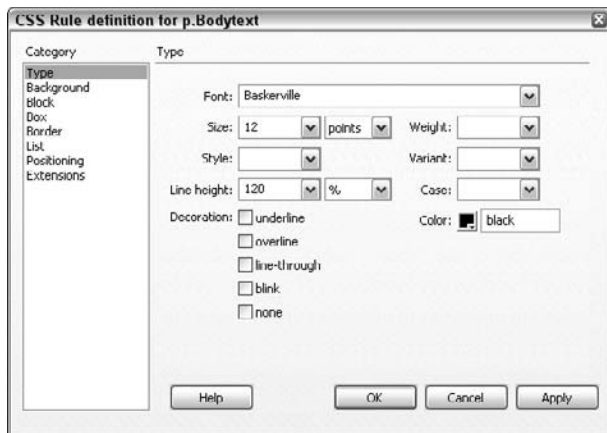 CSS Rule definition for p.Bodytext
Category
Type
Type
Background
Block
Box
Border
List
Positioning
Extensions
Font: Baskerville
Size: 12 points Weight:
Style: Variant:
Line height: 120 % Case:
Decoration: underline Color: black
overline
line-through
blink
none
Help OK Cancel Apply